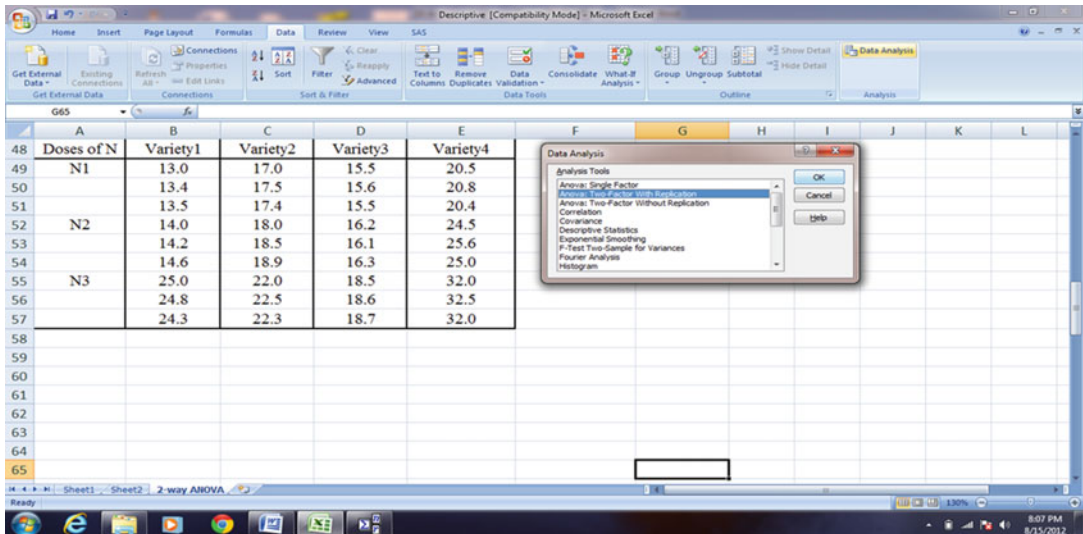 Descriptive [Compatibility Mode] - Microsoft Excel
Home Insert Page Layout Formulas Data Review View SAS
Get External Data Existing Connections Refresh All Connections Properties Edit Links Sort Filter Clear Reapply Advanced Text to Columns Remove Duplicates Data Validation Consolidate What-If Analysis Group Ungroup Subtotal Show Detail Hide Detail Data Analysis
Get External Data Connections Sort & Filter Data Tools Outline Analysis
G65 fx
A B C D E F G H I J K L
48 Doses of N Variety1 Variety2 Variety3 Variety4
49 N1 13.0 17.0 15.5 20.5
50 13.4 17.5 15.6 20.8
51 13.5 17.4 15.5 20.4
52 N2 14.0 18.0 16.2 24.5
53 14.2 18.5 16.1 25.6
54 14.6 18.9 16.3 25.0
55 N3 25.0 22.0 18.5 32.0
56 24.8 22.5 18.6 32.5
57 24.3 22.3 18.7 32.0
58
59
60
61
62
63
64
65
Data Analysis
Analysis Tools
Anova: Single Factor
Anova: Two-Factor With Replication
Anova: Two-Factor Without Replication
Correlation
Covariance
Descriptive Statistics
Exponential Smoothing
F-Test Two-Sample for Variances
Fourier Analysis
Histogram
OK
Cancel
Help
Sheet1 Sheet2 2-way ANOVA
Ready 130%
8:07 PM
8/15/2012